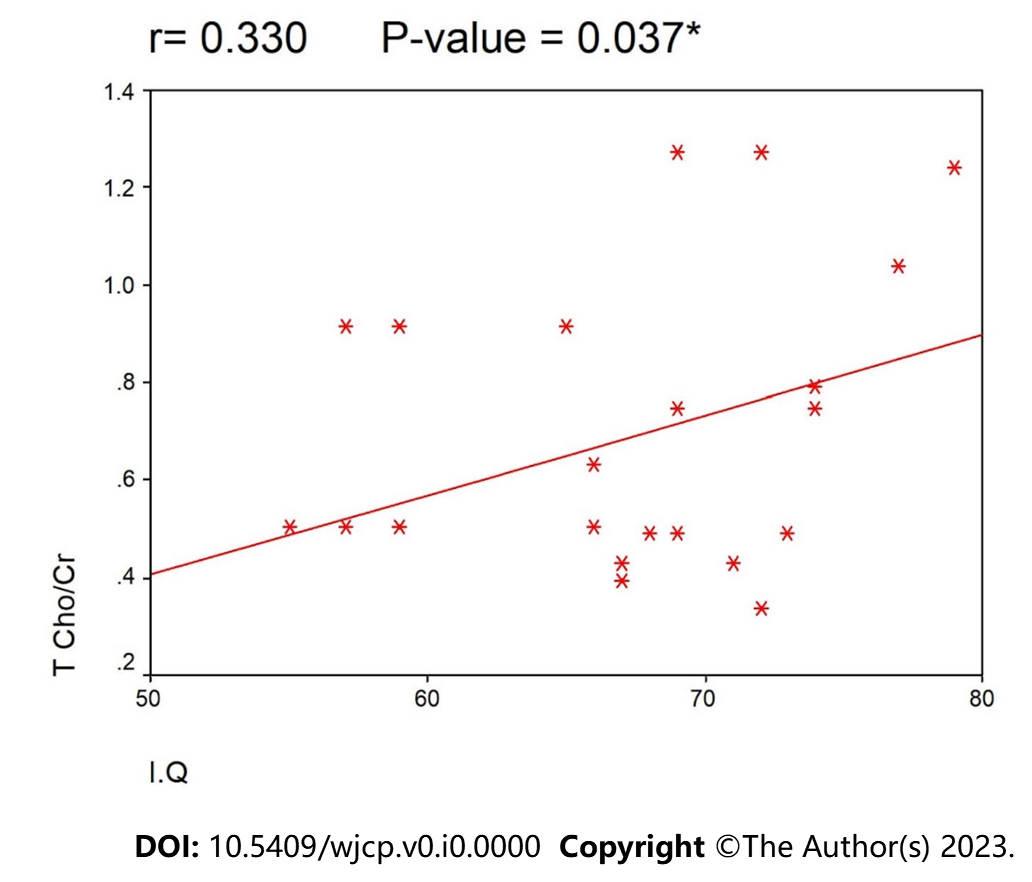 r= 0.330 P-value = 0.037*
1.4
1.2
1.0
.8
.6
.4
.2
T Cho/Cr
50 60 70 80
I.Q
DOI: 10.5409/wjcp.v0.i0.0000 Copyright ©The Author(s) 2023.